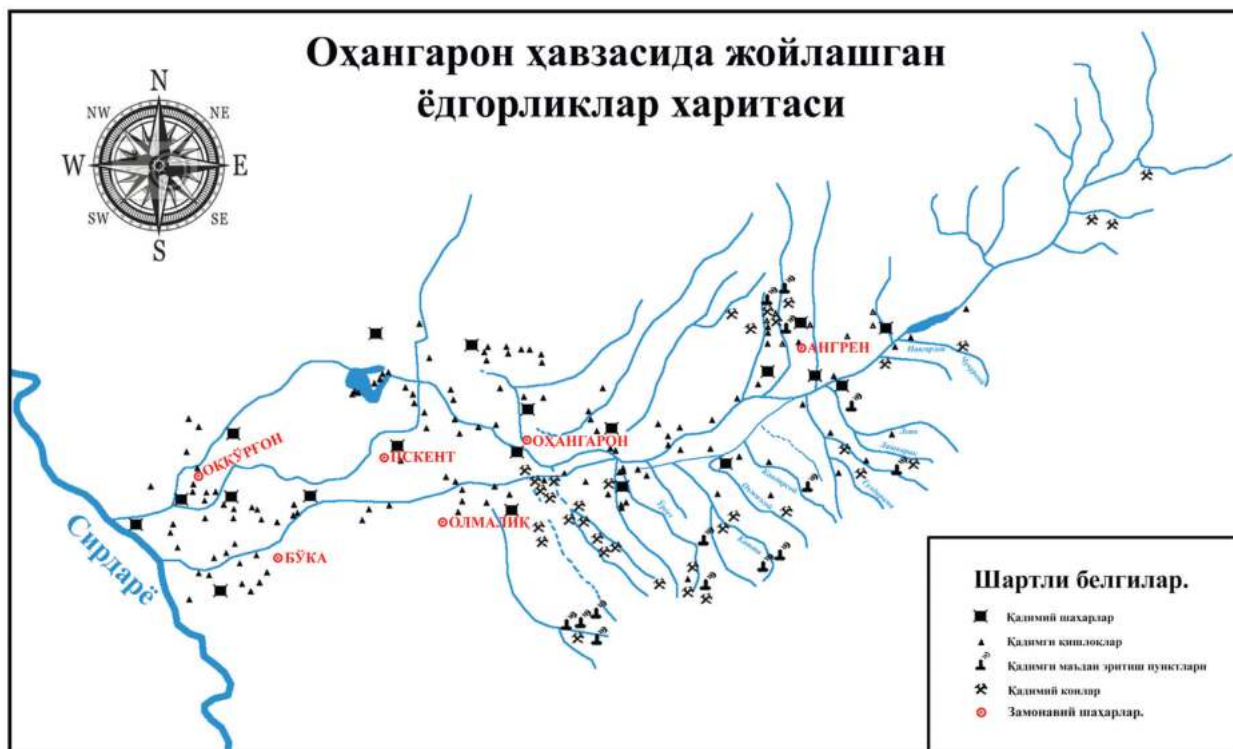 Оҳангарон ҳавзасида жойлашган
ёдгорликлар харитаси
N
NW
NE
W
E
SW
SE
S
АНГРЕН
ОҲАНГАРОН
ПСКЕНТ
ОҚҚЎРҒОН
ОЛМАЛИҚ
БЎКА
Сирдарё
Шартли белгилар.
Қадимий шаҳарлар
Қадимги қишлоқлар
Қадимги маъдан эритиш пунктлари
Қадимий конлар
Замонавий шаҳарлар.